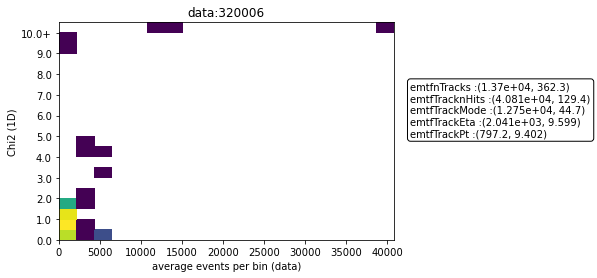 data:320006
10.0+
9.0
8.0
7.0
6.0
5.0
4.0
3.0
2.0
1.0
0.0
Chi2 (1D)
0 5000 10000 15000 20000 25000 30000 35000 40000
average events per bin (data)
emtfnTracks :(1.37e+04, 362.3)
emtfTracknHits :(4.081e+04, 129.4)
emtfTrackMode :(1.275e+04, 44.7)
emtfTrackEta :(2.041e+03, 9.599)
emtfTrackPt :(797.2, 9.402)